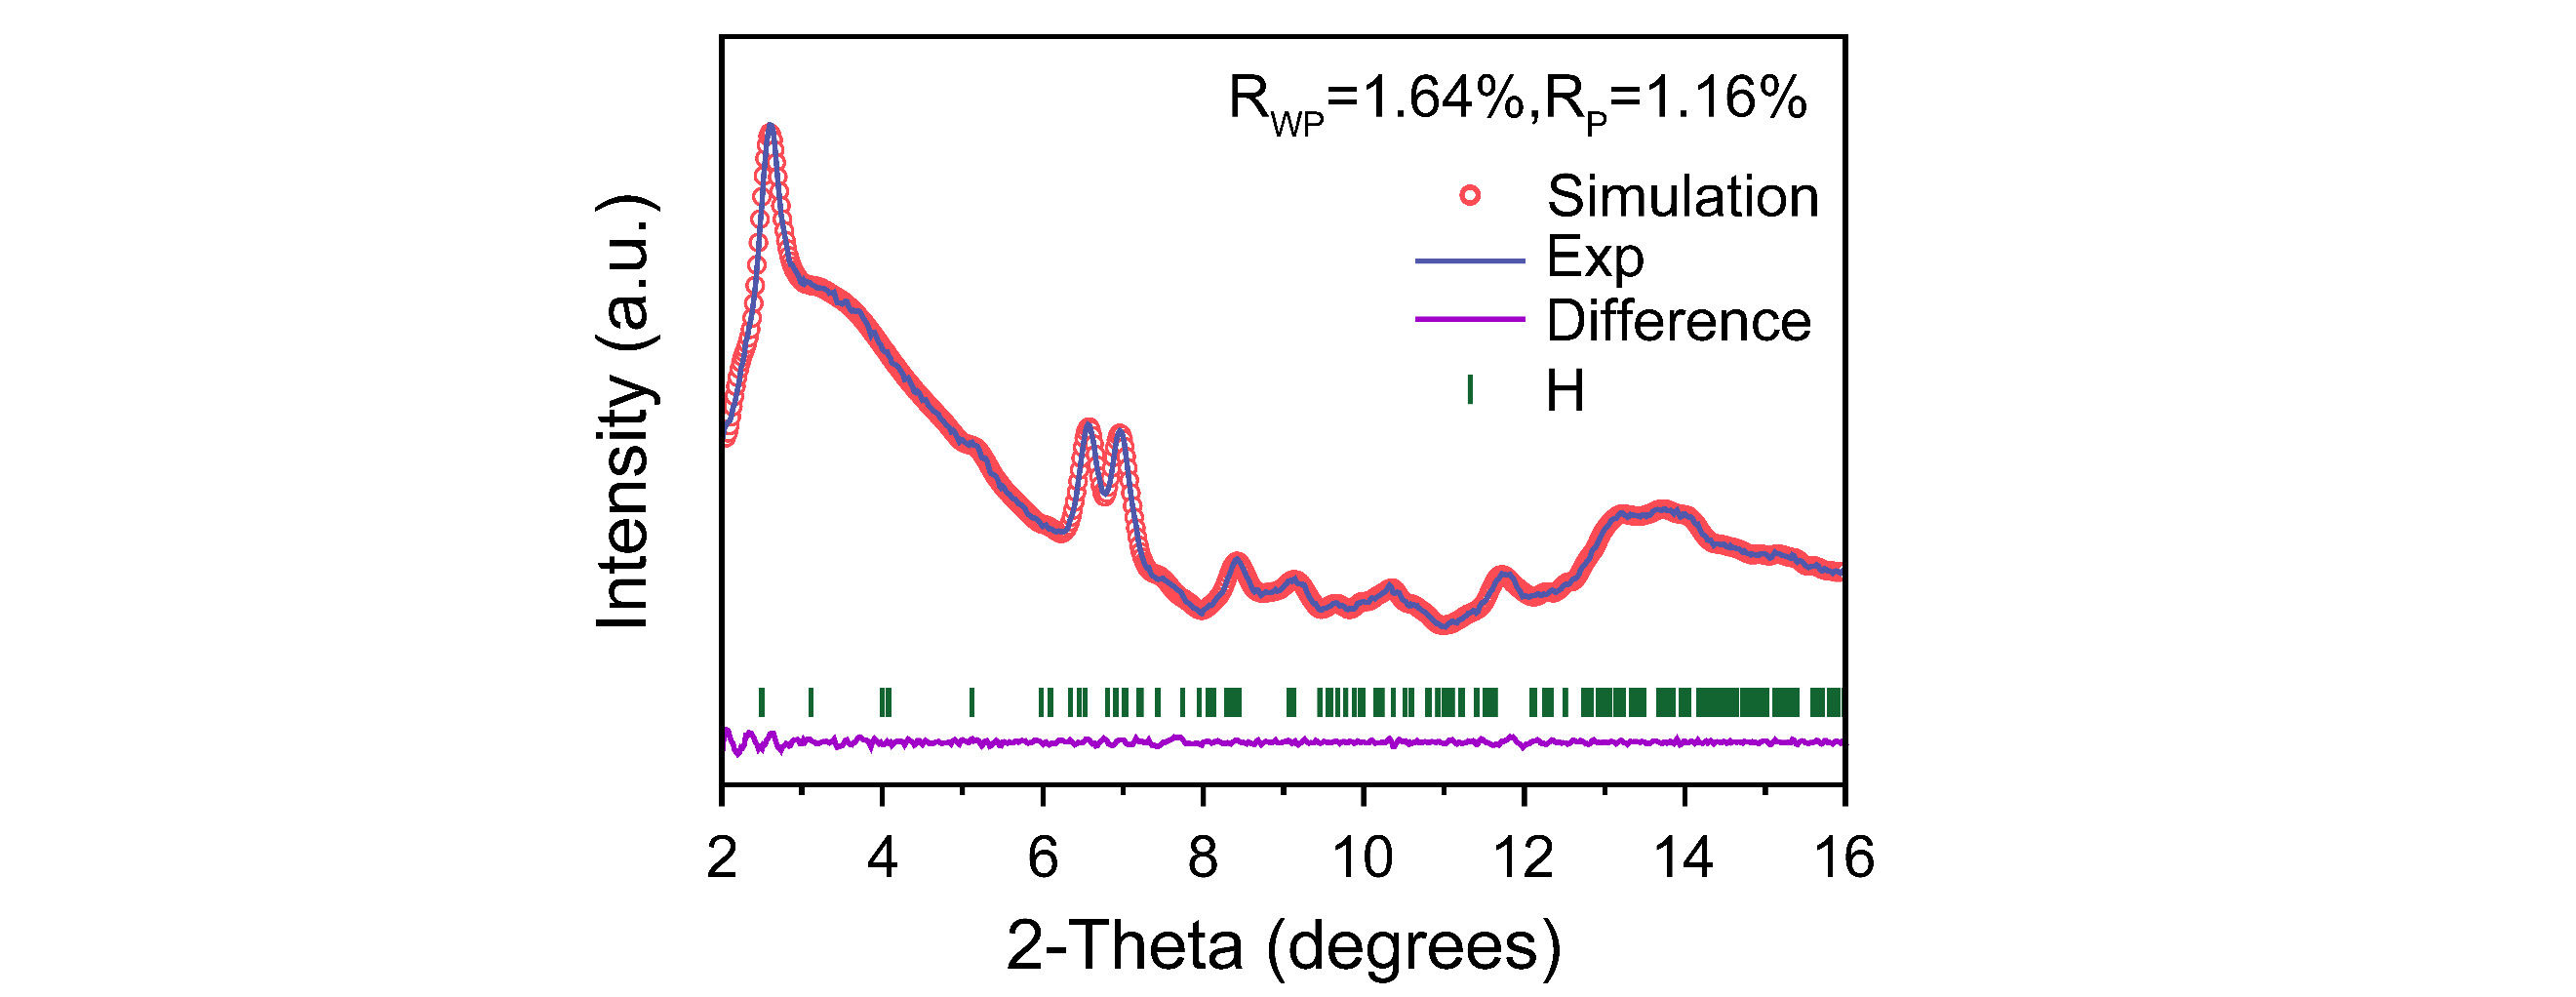 R_WP=1.64%,R_P=1.16%
Simulation
Exp
Difference
H
Intensity (a.u.)
2 4 6 8 10 12 14 16
2-Theta (degrees)